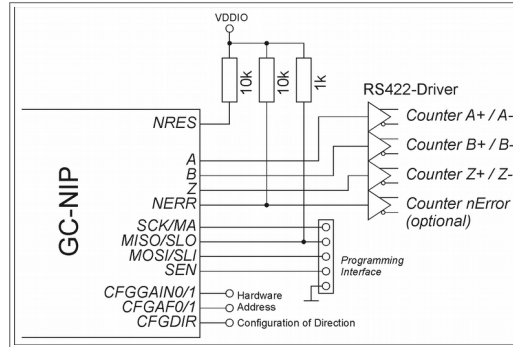 VDDIO
10k
10k
1k
RS422-Driver
NRES
Counter A+ / A-
A
Counter B+ / B-
B
Counter Z+ / Z-
Z
NERR
Counter nError
(optional)
GC-NIP
SCK/MA
MISO/SLO
MOSI/SLI
SEN
Programming
Interface
CFGGAIN0/1
Hardware
CFGAF0/1
Address
CFGDIR
Configuration of Direction